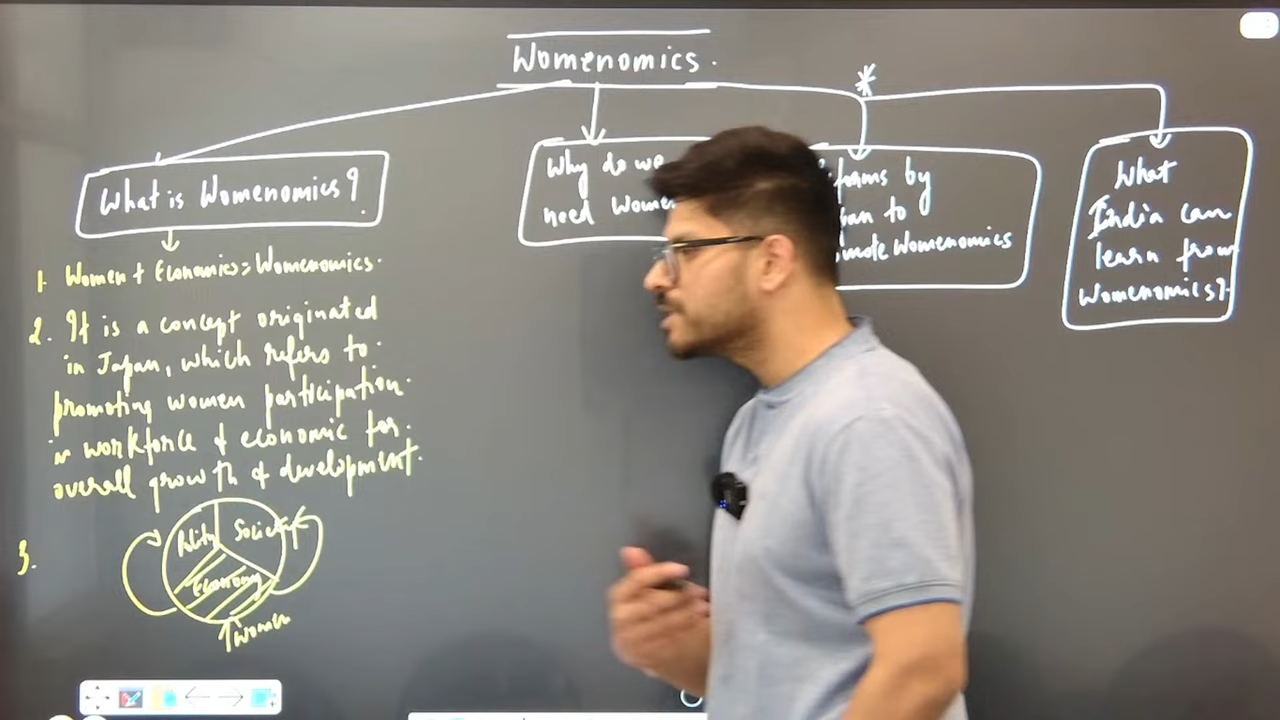 Womenomics.
What is Womenomics?
1. Women + Economics = Womenomics.
2. It is a concept originated
in Japan, which refers to
promoting women participation
in workforce & economic for
overall growth & development.
3.
Polity Society
Economy
↑ women
Why do we
need Women
forms by
an to
mote Womenomics
*
What
India can
learn from
Womenomics?